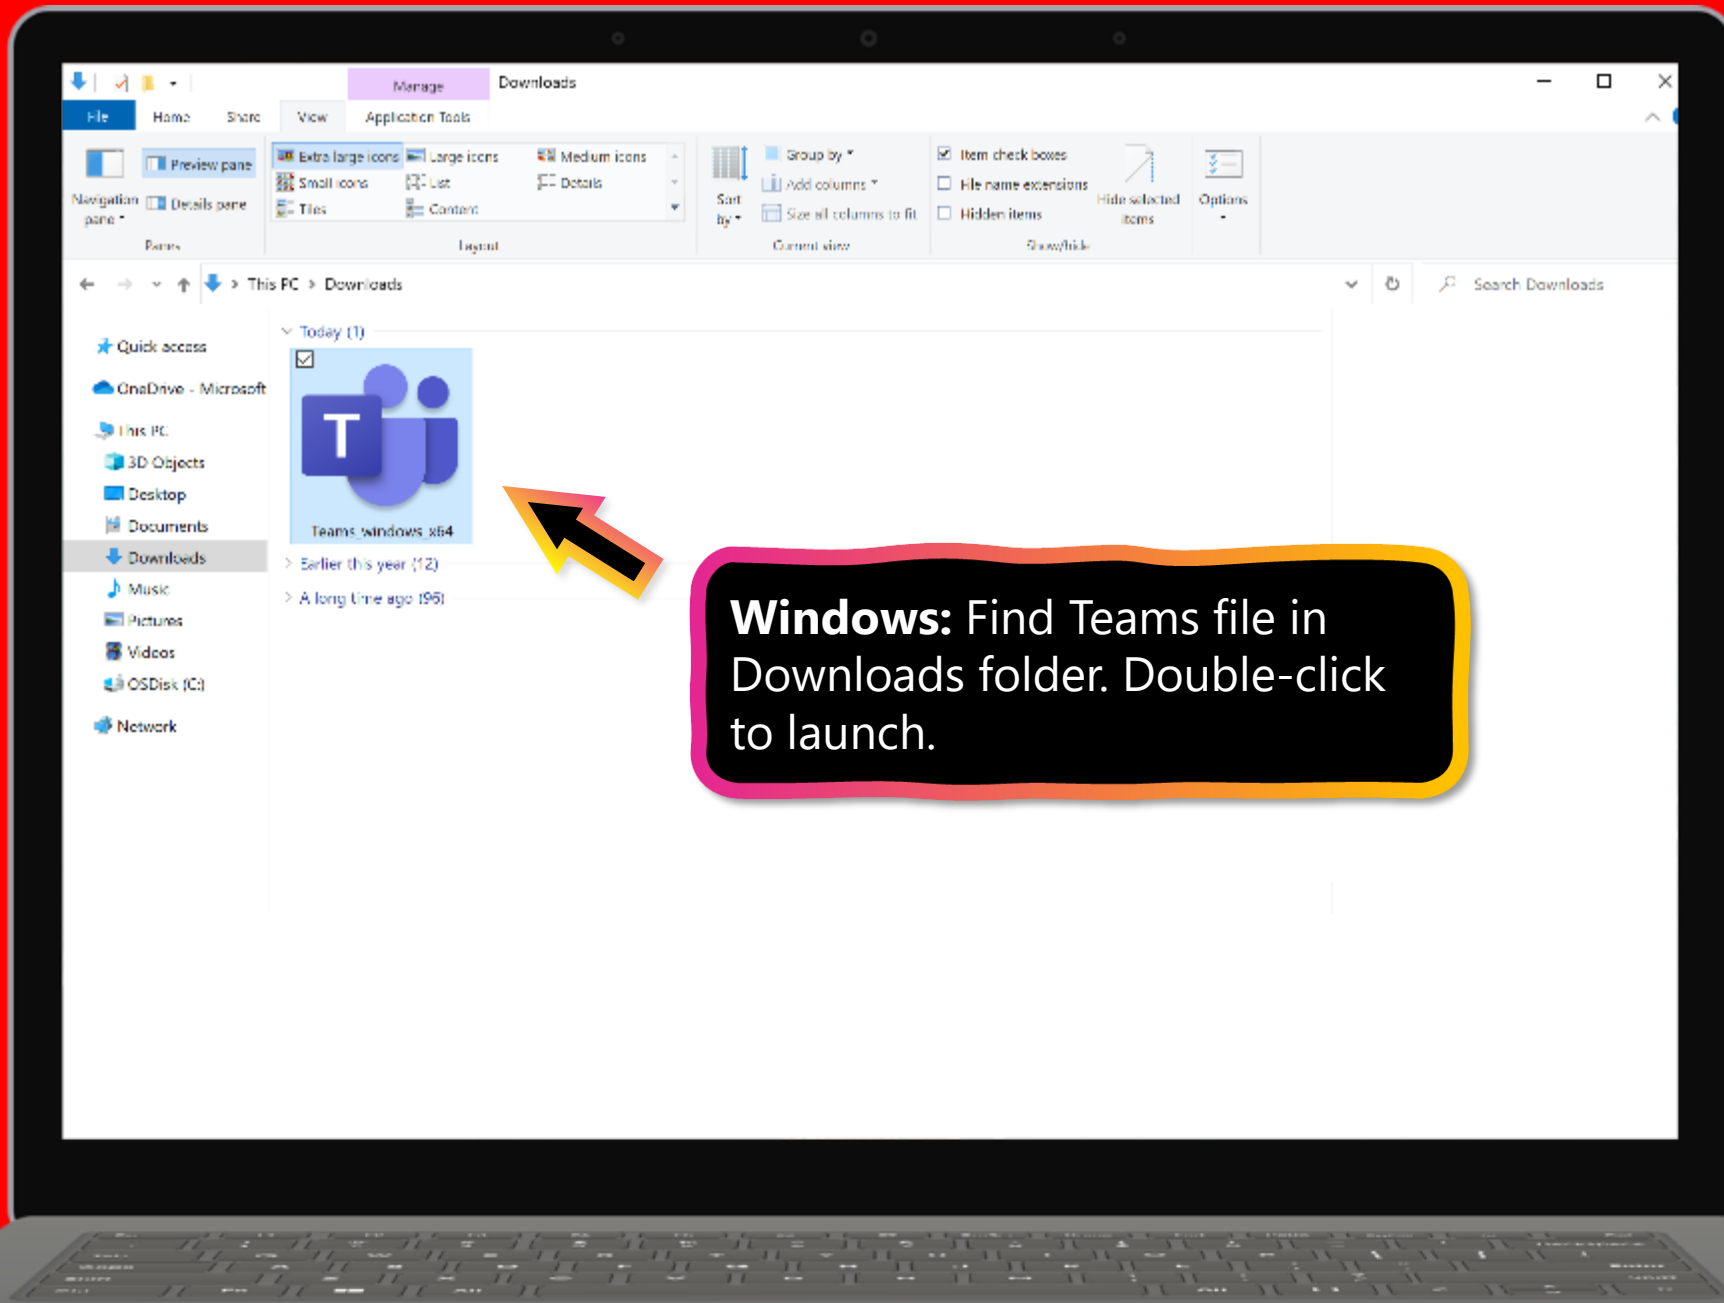 Manage
Downloads
File
Home
Share
View
Application Tools
Preview pane
Navigation pane
Details pane
Panes
Extra large icons
Large icons
Medium icons
Small icons
List
Details
Tiles
Content
Layout
Sort by
Group by
Add columns
Size all columns to fit
Current view
Item check boxes
File name extensions
Hidden items
Hide selected items
Show/hide
Options
This PC > Downloads
Search Downloads
Quick access
OneDrive - Microsoft
This PC
3D Objects
Desktop
Documents
Downloads
Music
Pictures
Videos
OSDisk (C:)
Network
Today (1)
T
Teams_windows_x64
Earlier this year (12)
A long time ago (96)
Windows: Find Teams file in
Downloads folder. Double-click
to launch.